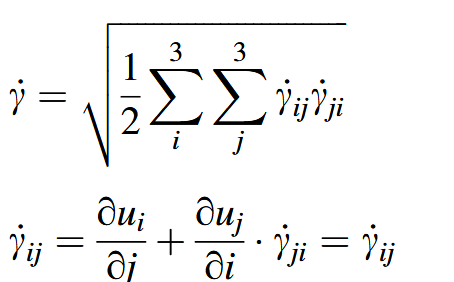 γ̇ = √(1/2 ∑_i^3 ∑_j^3 γ̇_ij γ̇_ji)
γ̇_ij = ∂u_i/∂j + ∂u_j/∂i · γ̇_ji = γ̇_ij